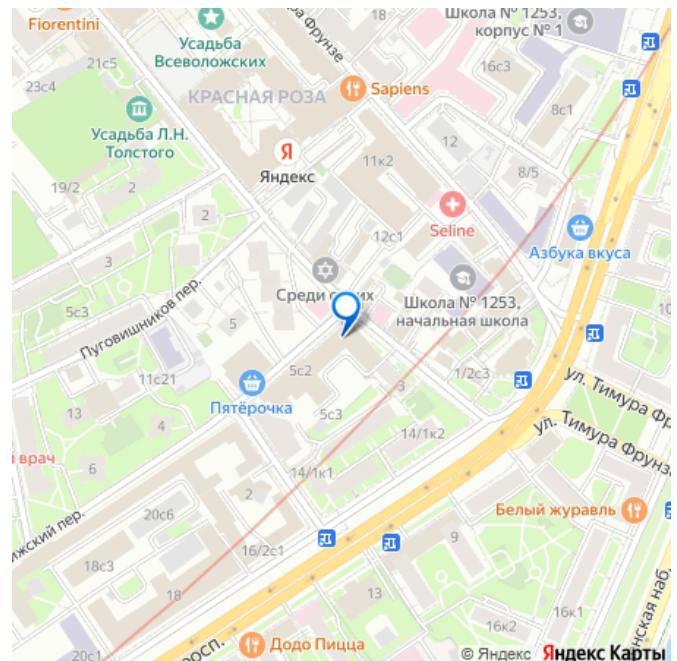 Fiorentini
21с5
23с4
Усадьба
Всеволожских
18
Школа № 1253,
корпус № 1
16с3
КРАСНАЯ РОЗА
Sapiens
8с1
Усадьба Л.Н.
Толстого
Я
Яндекс
11к2
12
8/5
19/2
2
2
Seline
Азбука вкуса
12с1
3
Среди
Школа № 1253,
начальная школа
Пуговишников пер.
5с3
5
11с21
5с2
3
1/2с3
Пятёрочка
ул. Тимура
13
4
5с3
14/1к2
ул. Тимура Фрунзе
врач
6
14/1к1
2
Белый журавль
20с6
16/2с1
9
18с3
18
13
16к2
16к1
20с1
Додо Пицца
© Яндекс Яндекс Карты